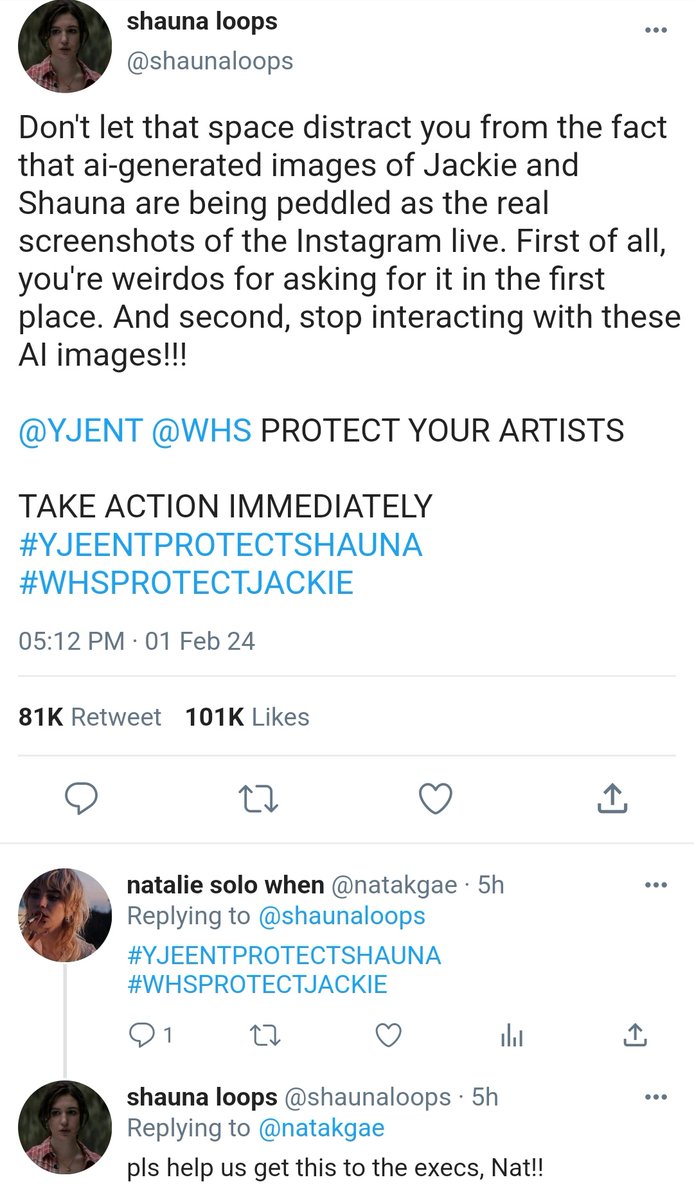 shauna loops
@shaunaloops
Don't let that space distract you from the fact
that ai-generated images of Jackie and
Shauna are being peddled as the real
screenshots of the Instagram live. First of all,
you're weirdos for asking for it in the first
place. And second, stop interacting with these
AI images!!!
@YJENT @WHS PROTECT YOUR ARTISTS
TAKE ACTION IMMEDIATELY
#YJEENTPROTECTSHAUNA
#WHSPROTECTJACKIE
05:12 PM · 01 Feb 24
81K Retweet 101K Likes
natalie solo when @natakgae · 5h
Replying to @shaunaloops
#YJEENTPROTECTSHAUNA
#WHSPROTECTJACKIE
1
shauna loops @shaunaloops · 5h
Replying to @natakgae
pls help us get this to the execs, Nat!!